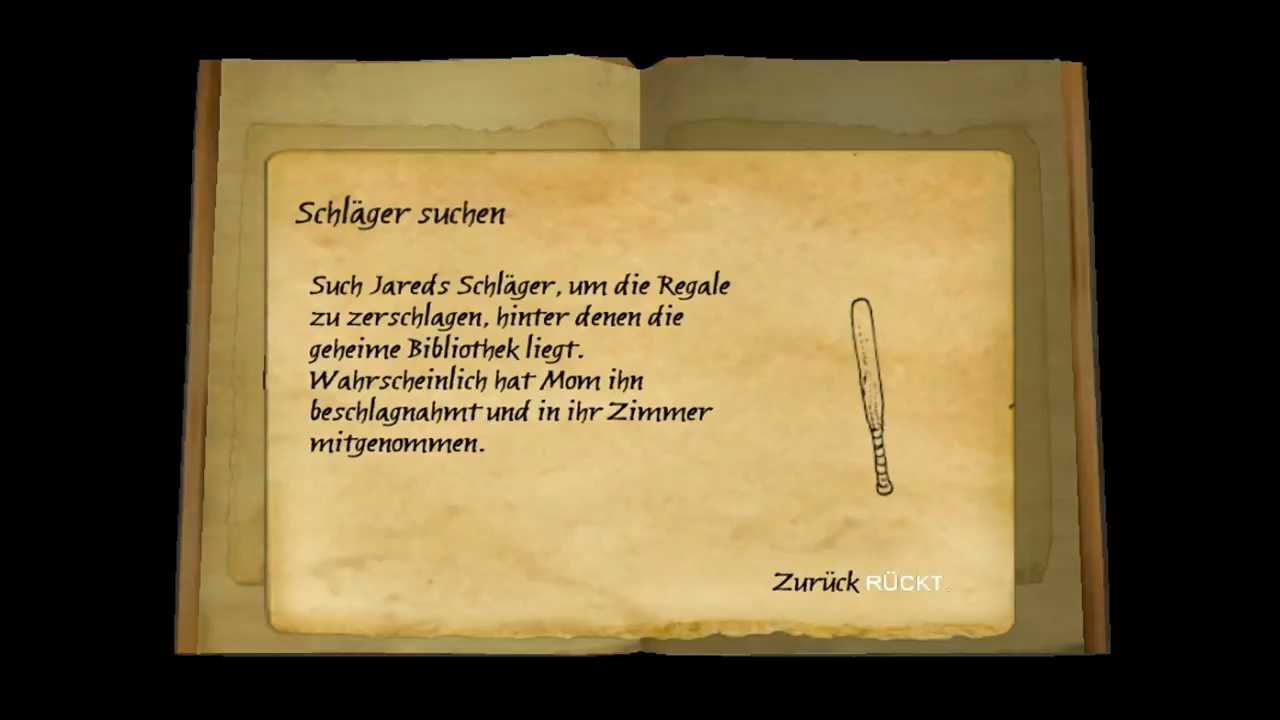 Schläger suchen
Such Jareds Schläger, um die Regale
zu zerschlagen, hinter denen die
geheime Bibliothek liegt.
Wahrscheinlich hat Mom ihn
beschlagnahmt und in ihr Zimmer
mitgenommen.
Zurück RÜCKT.